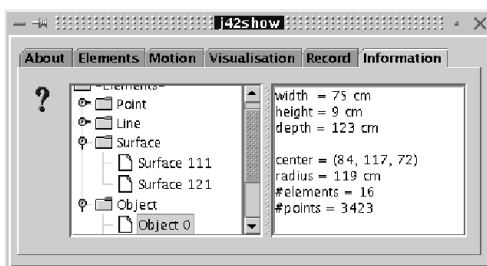 j42show
About Elements Motion Visualisation Record Information
?
-Elements-
Point
Line
Surface
Surface 111
Surface 121
Object
Object 0
width = 75 cm
height = 9 cm
depth = 123 cm
center = (84, 117, 72)
radius = 119 cm
#elements = 16
#points = 3423